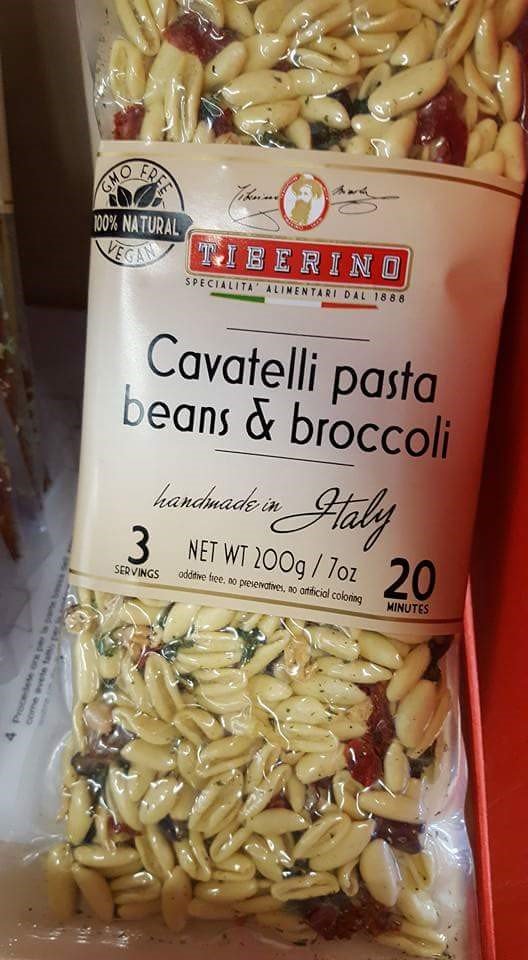 GMO FREE
100% NATURAL
VEGAN
TIBERINO
SPECIALITA' ALIMENTARI DAL 1888
Cavatelli pasta
beans & broccoli
handmade in Italy
3
SERVINGS
NET WT 200g / 7oz
additive free, no preservatives, no artificial coloring
20
MINUTES